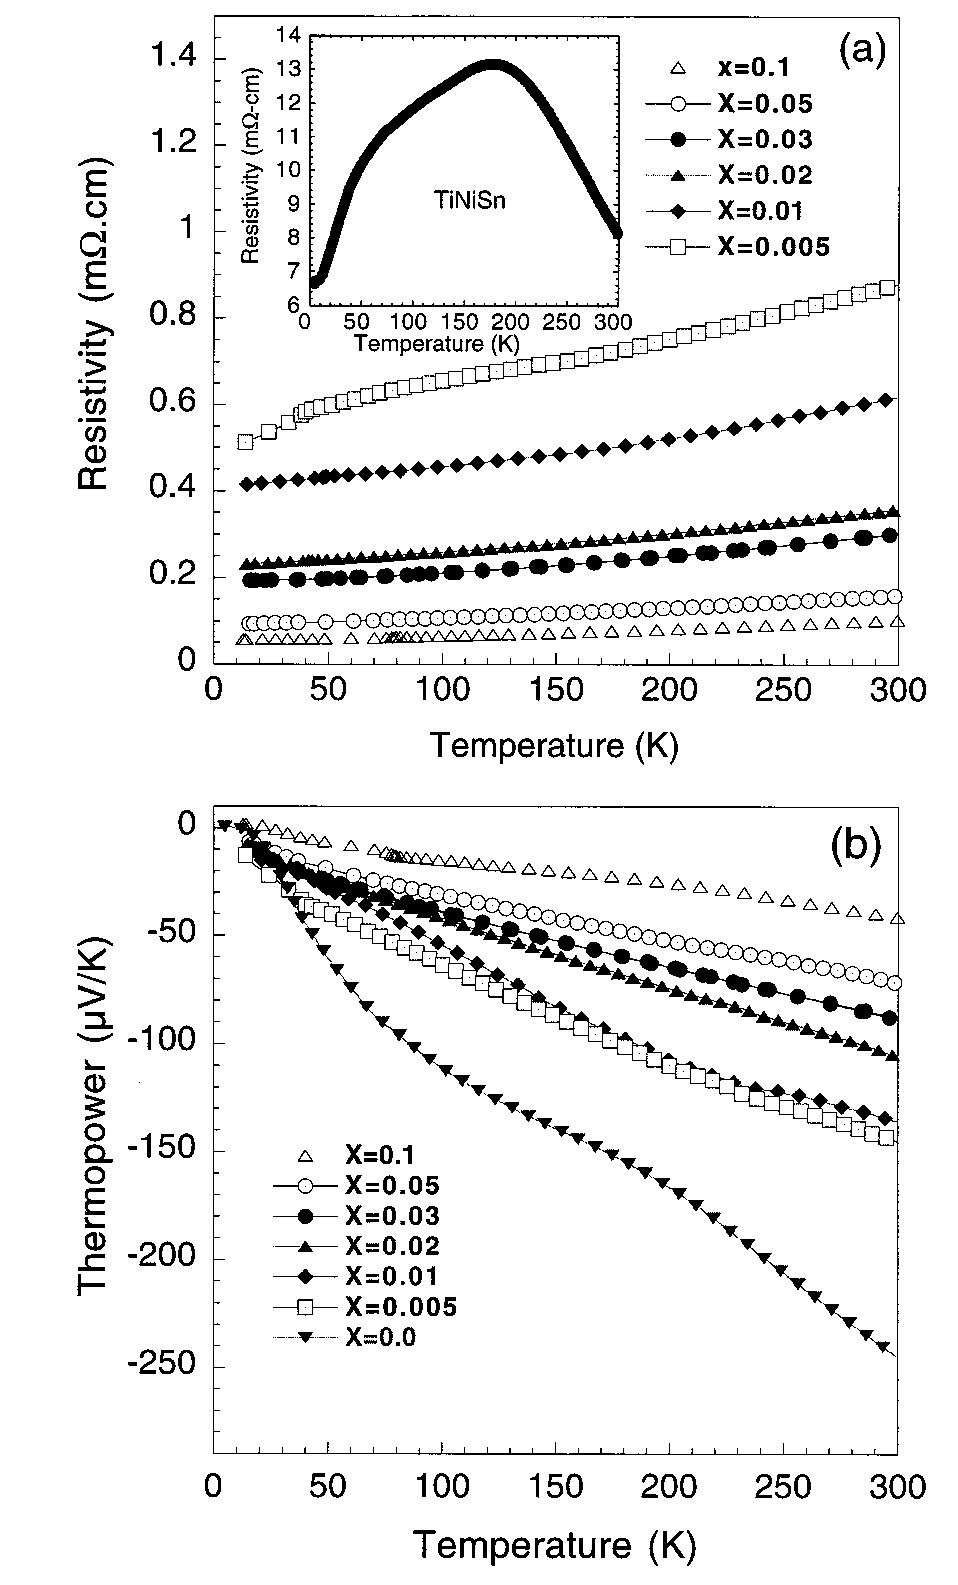 (a)
1.4
1.2
1
0.8
0.6
0.4
0.2
0
Resistivity (mΩ.cm)
14
13
12
11
10
9
8
7
6
Resistivity (mΩ-cm)
TiNiSn
0 50 100 150 200 250 300
Temperature (K)
x=0.1
X=0.05
X=0.03
X=0.02
X=0.01
X=0.005
0 50 100 150 200 250 300
Temperature (K)
(b)
0
-50
-100
-150
-200
-250
Thermopower (µV/K)
X=0.1
X=0.05
X=0.03
X=0.02
X=0.01
X=0.005
X=0.0
0 50 100 150 200 250 300
Temperature (K)